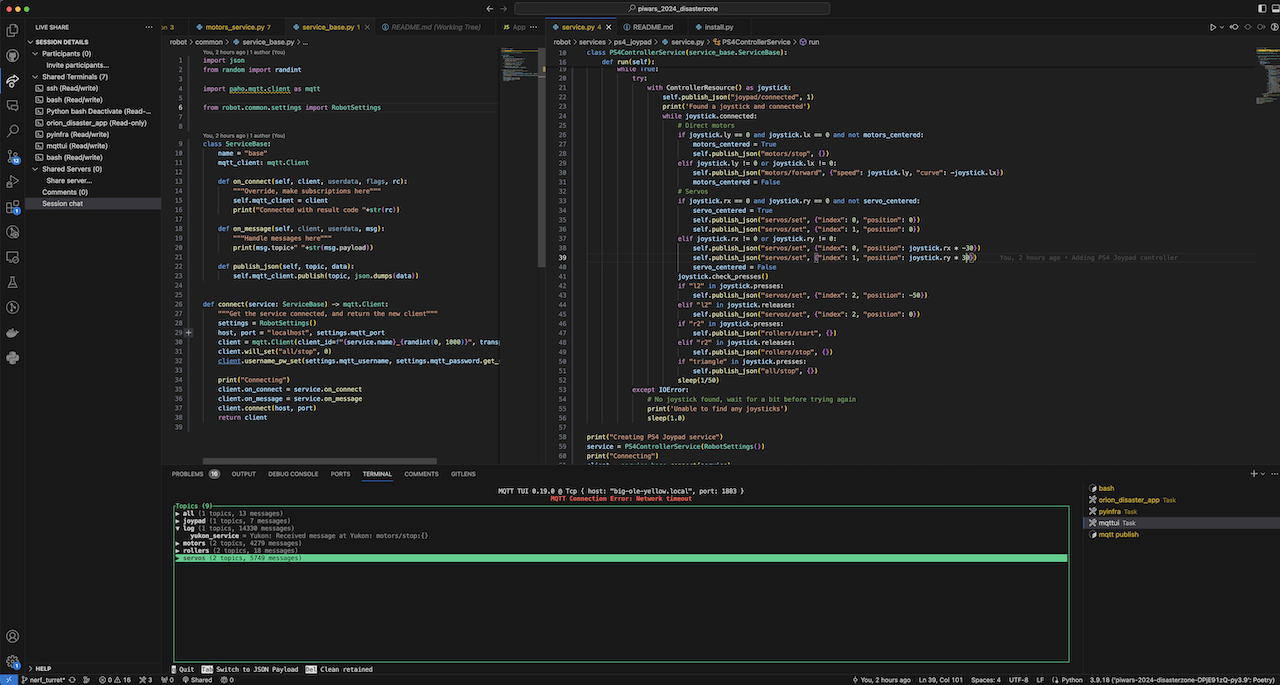 piwars_2024_disasterzone
LIVE SHARE
SESSION DETAILS
Participants (0)
Invite participants...
Shared Terminals (7)
ssh (Read/write)
bash (Read/write)
Python bash Deactivate (Read-...
orion_disaster_app (Read-only)
bash (Read/write)
pyinfra (Read/write)
mqttui (Read/write)
bash (Read/write)
Shared Servers (0)
Share server...
Comments (0)
Session chat
HELP
on 3
motors_service.py 7
service_base.py 1
README.md (Working Tree)
App
robot > common > service_base.py > ...
You, 2 hours ago | 1 author (You)
1 import json
2 from random import randint
3
4 import paho.mqtt.client as mqtt
5
6 from robot.common.settings import RobotSettings
7
8
You, 2 hours ago | 1 author (You)
9 class ServiceBase:
10 name = "base"
11 mqtt_client: mqtt.Client
12
13 def on_connect(self, client, userdata, flags, rc):
14 """Override, make subscriptions here"""
15 self.mqtt_client = client
16 print("Connected with result code "+str(rc))
17
18 def on_message(self, client, userdata, msg):
19 """Handle messages here"""
20 print(msg.topic+" "+str(msg.payload))
21
22 def publish_json(self, topic, data):
23 self.mqtt_client.publish(topic, json.dumps(data))
24
25
26 def connect(service: ServiceBase) -> mqtt.Client:
27 """Get the service connected, and return the new client"""
28 settings = RobotSettings()
29 host, port = "localhost", settings.mqtt_port
30 client = mqtt.Client(client_id=f"{service.name}_{randint(0, 1000)}", transp
31 client.will_set("all/stop", 0)
32 client.username_pw_set(settings.mqtt_username, settings.mqtt_password.get_
33
34 print("Connecting")
35 client.on_connect = service.on_connect
36 client.on_message = service.on_message
37 client.connect(host, port)
38 return client
39
service.py 4
README.md
install.py
robot > services > ps4_joypad > service.py > PS4ControllerService > run
10 class PS4ControllerService(service_base.ServiceBase):
16 def run(self):
19 while True:
20 try:
21 with ControllerResource() as joystick:
22 self.publish_json("joypad/connected", 1)
23 print('Found a joystick and connected')
24 while joystick.connected:
25 # Direct motors
26 if joystick.ly == 0 and joystick.lx == 0 and not motors_centered:
27 motors_centered = True
28 self.publish_json("motors/stop", {})
29 elif joystick.ly != 0 or joystick.lx != 0:
30 self.publish_json("motors/forward", {"speed": joystick.ly, "curve": -joystick.lx})
31 motors_centered = False
32 # Servos
33 if joystick.rx == 0 and joystick.ry == 0 and not servo_centered:
34 servo_centered = True
35 self.publish_json("servos/set", {"index": 0, "position": 0})
36 self.publish_json("servos/set", {"index": 1, "position": 0})
37 elif joystick.rx != 0 or joystick.ry != 0:
38 self.publish_json("servos/set", {"index": 0, "position": joystick.rx * -30})
39 self.publish_json("servos/set", {"index": 1, "position": joystick.ry * 30}) You, 2 hours ago • Adding PS4 Joypad controller
40 servo_centered = False
41 joystick.check_presses()
42 if "l2" in joystick.presses:
43 self.publish_json("servos/set", {"index": 2, "position": -50})
44 elif "l2" in joystick.releases:
45 self.publish_json("servos/set", {"index": 2, "position": 0})
46 if "r2" in joystick.presses:
47 self.publish_json("rollers/start", {})
48 elif "r2" in joystick.releases:
49 self.publish_json("rollers/stop", {})
50 if "triangle" in joystick.presses:
51 self.publish_json("all/stop", {})
52 sleep(1/50)
53 except IOError:
54 # No joystick found, wait for a bit before trying again
55 print('Unable to find any joysticks')
56 sleep(1.0)
57
58 print("Creating PS4 Joypad service")
59 service = PS4ControllerService(RobotSettings())
60 print("Connecting")
PROBLEMS 16 OUTPUT DEBUG CONSOLE PORTS TERMINAL COMMENTS GITLENS
MQTT TUI 0.19.0 @ Tcp { host: "big-ole-yellow.local", port: 1883 }
MQTT Connection Error: Network timeout
Topics (9)
all (1 topics, 13 messages)
joypad (1 topics, 7 messages)
log (1 topics, 14330 messages)
yukon_service = Yukon: Received message at Yukon: motors/stop:{}
motors (2 topics, 4279 messages)
rollers (2 topics, 18 messages)
servos (2 topics, 5749 messages)
q Quit Tab Switch to JSON Payload Del Clean retained
bash
orion_disaster_app Task
pyinfra Task
mqttui Task
mqtt publish
nerf_turret* 0 16 3 0 Shared 0
You, 2 hours ago Ln 39, Col 101 Spaces: 4 UTF-8 LF Python 3.9.18 ('piwars-2024-disasterzone-DPjE91zQ-py3.9': Poetry)